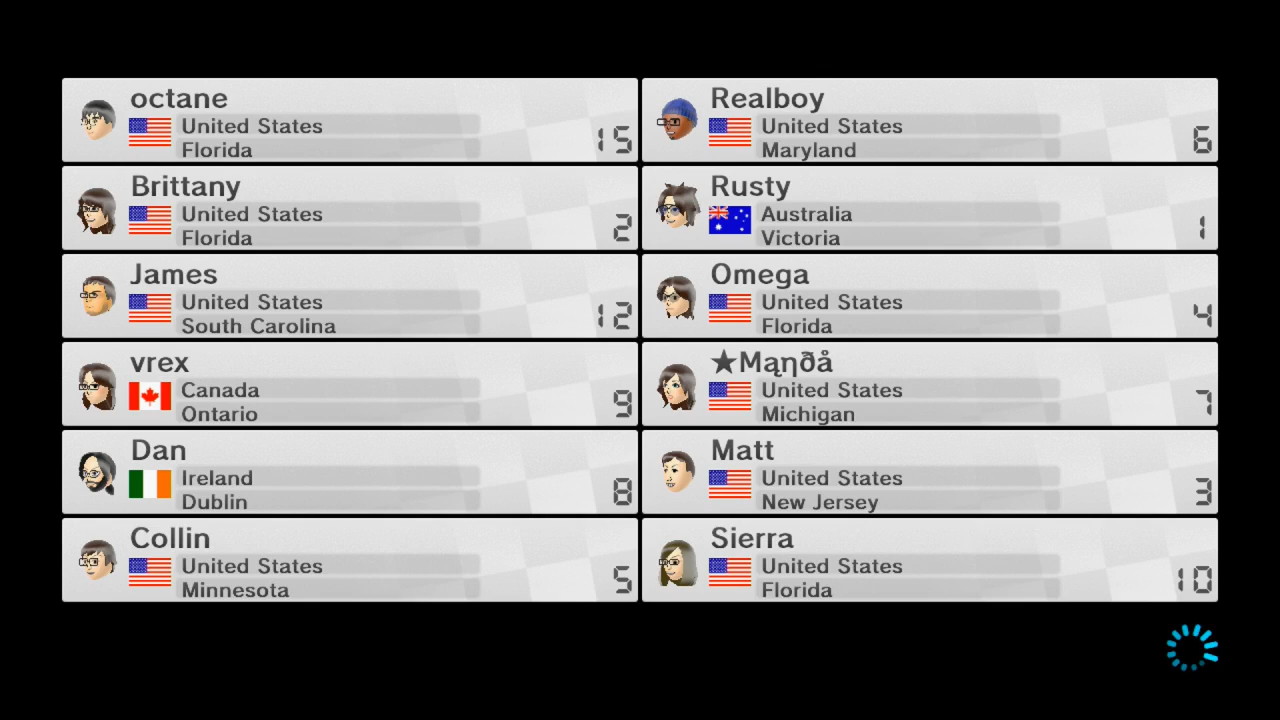 octane
United States
Florida
15
Realboy
United States
Maryland
6
Brittany
United States
Florida
2
Rusty
Australia
Victoria
1
James
United States
South Carolina
12
Omega
United States
Florida
4
vrex
Canada
Ontario
9
★Mąηðå
United States
Michigan
7
Dan
Ireland
Dublin
8
Matt
United States
New Jersey
3
Collin
United States
Minnesota
5
Sierra
United States
Florida
10